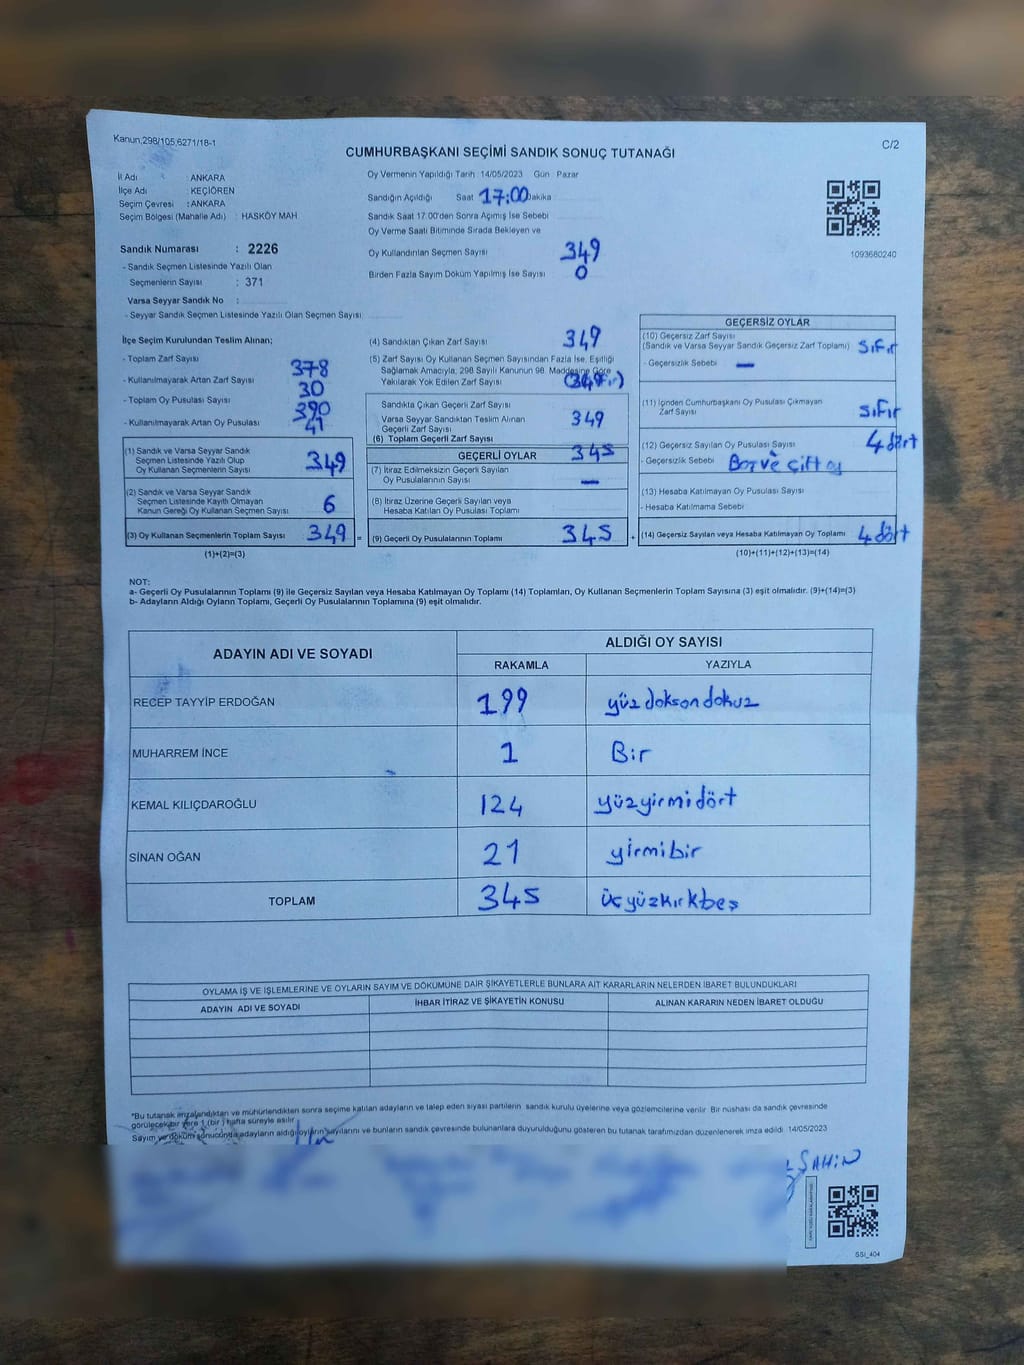 Kanun,298/105,6271/18-1
C/2
CUMHURBAŞKANI SEÇİMİ SANDIK SONUÇ TUTANAĞI
İl Adı : ANKARA
İlçe Adı : KEÇİÖREN
Seçim Çevresi : ANKARA
Seçim Bölgesi (Mahalle Adı) : HASKÖY MAH
Sandık Numarası : 2226
- Sandık Seçmen Listesinde Yazılı Olan
Seçmenlerin Sayısı : 371
Varsa Seyyar Sandık No :
- Seyyar Sandık Seçmen Listesinde Yazılı Olan Seçmen Sayısı:
Oy Vermenin Yapıldığı Tarih 14/05/2023 Gün Pazar
Sandığın Açıldığı Saat 17:00 Dakika
Sandık Saat 17.00'den Sonra Açımış İse Sebebi
Oy Verme Saati Bitiminde Sırada Bekleyen ve
Oy Kullandırılan Seçmen Sayısı 349
Birden Fazla Sayım Döküm Yapılmış İse Sayısı 0
1093680240
İlçe Seçim Kurulundan Teslim Alınan;
- Toplam Zarf Sayısı 378
- Kullanılmayarak Artan Zarf Sayısı 30
- Toplam Oy Pusulası Sayısı 390
- Kullanılmayarak Artan Oy Pusulası 41
(1) Sandık ve Varsa Seyyar Sandık
Seçmen Listesinde Yazılı Olup
Oy Kullanan Seçmenlerin Sayısı 349
(2) Sandık ve Varsa Seyyar Sandık
Seçmen Listesinde Kayıtlı Olmayan
Kanun Gereği Oy Kullanan Seçmen Sayısı 6
(3) Oy Kullanan Seçmenlerin Toplam Sayısı 349 =
(1)+(2)=(3)
(4) Sandıktan Çıkan Zarf Sayısı 349
(5) Zarf Sayısı Oy Kullanan Seçmen Sayısından Fazla İse, Eşitliği
Sağlamak Amacıyla, 298 Sayılı Kanunun 98. Maddesine Göre
Yakılarak Yok Edilen Zarf Sayısı
Sandıkta Çıkan Geçerli Zarf Sayısı
Varsa Seyyar Sandıktan Teslim Alınan 349
Geçerli Zarf Sayısı
(6) Toplam Geçerli Zarf Sayısı
GEÇERLİ OYLAR 345
(7) İtiraz Edilmeksizin Geçerli Sayılan
Oy Pusulalarının Sayısı —
(8) İtiraz Üzerine Geçerli Sayılan veya
Hesaba Katılan Oy Pusulası Toplamı
(9) Geçerli Oy Pusulalarının Toplamı 345 +
GEÇERSİZ OYLAR
(10) Geçersiz Zarf Sayısı
(Sandık ve Varsa Seyyar Sandık Geçersiz Zarf Toplamı) Sıfır
- Geçersizlik Sebebi —
(11) İçinden Cumhurbaşkanı Oy Pusulası Çıkmayan
Zarf Sayısı sıfır
(12) Geçersiz Sayılan Oy Pusulası Sayısı 4 dört
- Geçersizlik Sebebi Boş ve çift oy
(13) Hesaba Katılmayan Oy Pusulası Sayısı
- Hesaba Katılmama Sebebi
(14) Geçersiz Sayılan veya Hesaba Katılmayan Oy Toplamı 4 dört
(10)+(11)+(12)+(13)=(14)
NOT:
a- Geçerli Oy Pusulalarının Toplamı (9) ile Geçersiz Sayılan veya Hesaba Katılmayan Oy Toplamı (14) Toplamları, Oy Kullanan Seçmenlerin Toplam Sayısına (3) eşit olmalıdır. (9)+(14)=(3)
b- Adayların Aldığı Oyların Toplamı, Geçerli Oy Pusulalarının Toplamına (9) eşit olmalıdır.
ADAYIN ADI VE SOYADI ALDIĞI OY SAYISI
RAKAMLA YAZIYLA
RECEP TAYYİP ERDOĞAN 199 yüz dokson dokuz
MUHARREM İNCE 1 Bir
KEMAL KILIÇDAROĞLU 124 yüzyirmidört
SİNAN OĞAN 21 yirmibir
TOPLAM 345 üçyüzkırkbeş
OYLAMA İŞ VE İŞLEMLERİNE VE OYLARIN SAYIM VE DÖKÜMÜNE DAİR ŞİKAYETLERLE BUNLARA AİT KARARLARIN NELERDEN İBARET BULUNDUKLARI
ADAYIN ADI VE SOYADI İHBAR İTİRAZ VE ŞİKAYETİN KONUSU ALINAN KARARIN NEDEN İBARET OLDUĞU
*Bu tutanak imzalandıktan ve mühürlendikten sonra seçime katılan adayların ve talep eden siyasi partilerin sandık kurulu üyelerine veya gözlemcilerine verilir. Bir nüshası da sandık çevresinde
görülecek bir yere 1 (bir) hafta süreyle asılır.
Sayım ve döküm sonucunda adayların aldığı oyların sayılarını ve bunların sandık çevresinde bulunanlara duyurulduğunu gösteren bu tutanak tarafımızdan düzenlenerek imza edildi. 14/05/2023
ŞAHİN
SSI_404